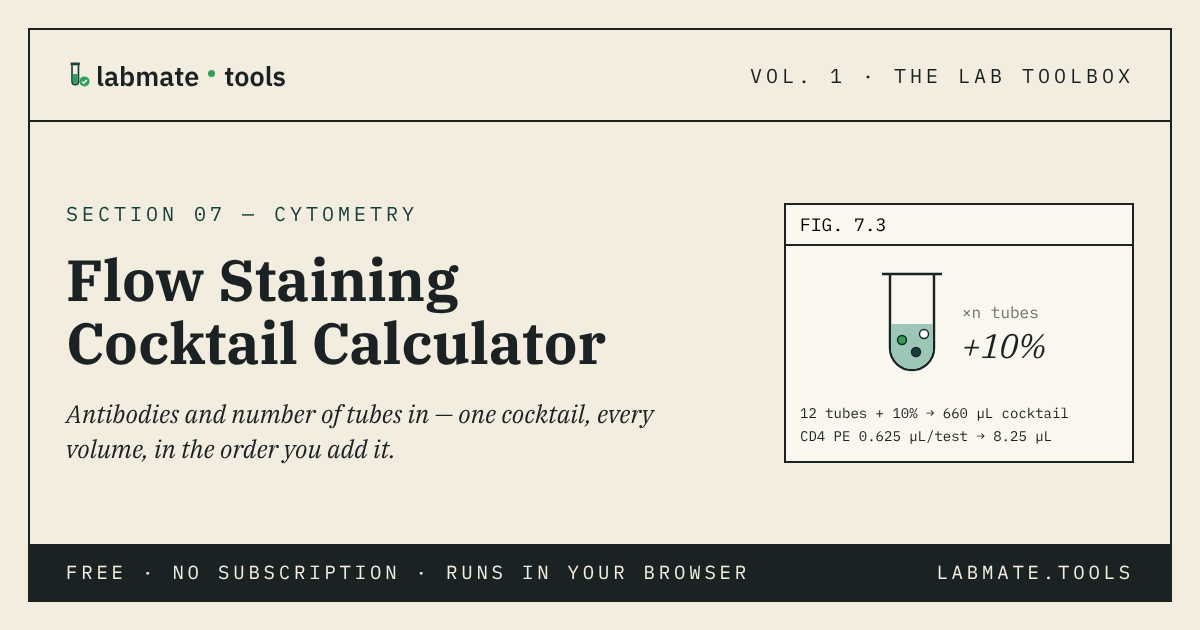 labmate • tools
VOL. 1 · THE LAB TOOLBOX
SECTION 07 — CYTOMETRY
Flow Staining
Cocktail Calculator
Antibodies and number of tubes in — one cocktail, every
volume, in the order you add it.
FIG. 7.3
×n tubes
+10%
12 tubes + 10% → 660 µL cocktail
CD4 PE 0.625 µL/test → 8.25 µL
FREE · NO SUBSCRIPTION · RUNS IN YOUR BROWSER
LABMATE.TOOLS